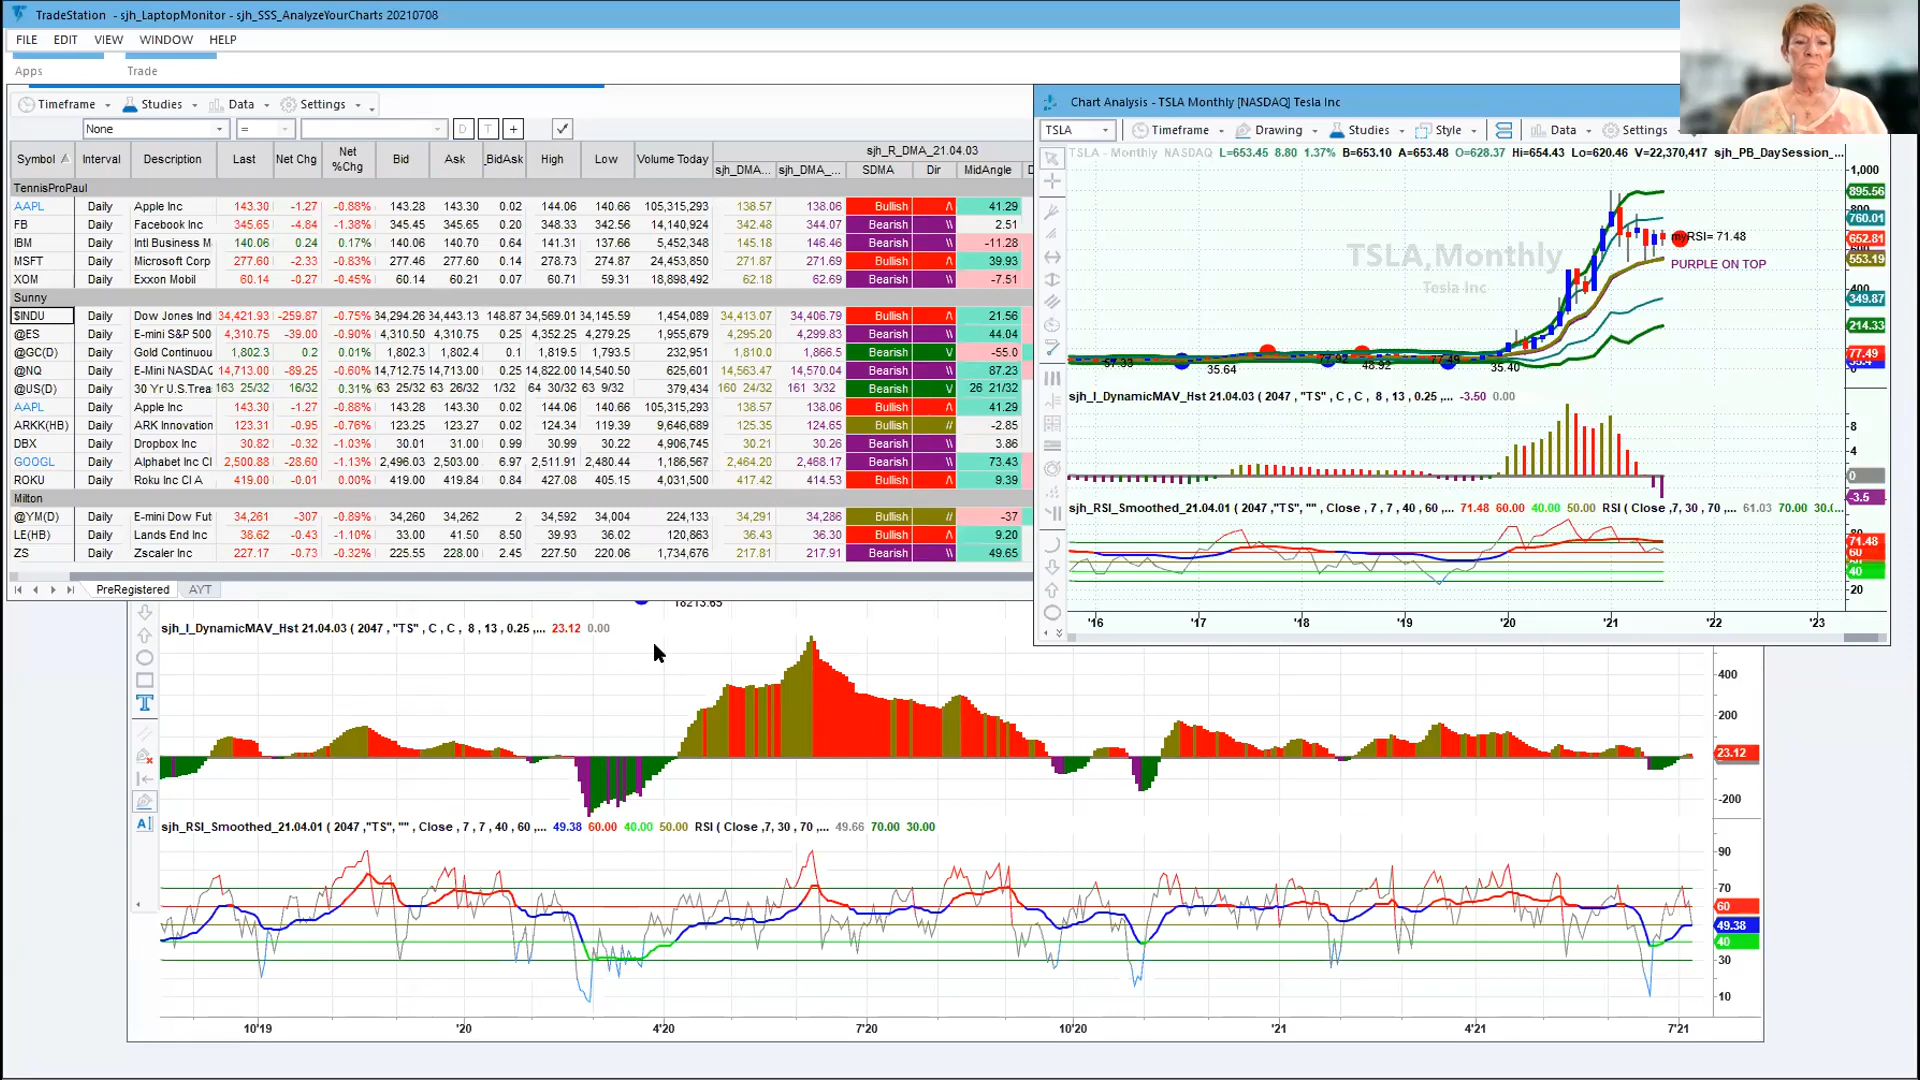 TradeStation - sjh_LaptopMonitor - sjh_SSS_AnalyzeYourCharts 20210708
FILE EDIT VIEW WINDOW HELP
Apps Trade
Timeframe Studies Data Settings
None = D T +
Symbol Interval Description Last Net Chg Net %Chg Bid Ask BidAsk High Low Volume Today sjh_R_DMA_21.04.03
sjh_DMA... sjh_DMA_... SDMA Dir MidAngle
TennisProPaul
AAPL Daily Apple Inc 143.30 -1.27 -0.88% 143.28 143.30 0.02 144.06 140.66 105,315,293 138.57 138.06 Bullish /\ 41.29
FB Daily Facebook Inc 345.65 -4.84 -1.38% 345.45 345.65 0.20 348.33 342.56 14,140,924 342.48 344.07 Bearish \\ 2.51
IBM Daily Intl Business M 140.06 0.24 0.17% 140.06 140.70 0.64 141.31 137.66 5,452,348 145.18 146.46 Bearish \\ -11.28
MSFT Daily Microsoft Corp 277.60 -2.33 -0.83% 277.46 277.60 0.14 278.73 274.87 24,453,850 271.87 271.69 Bullish /\ 39.93
XOM Daily Exxon Mobil 60.14 -0.27 -0.45% 60.14 60.21 0.07 60.71 59.31 18,898,492 62.18 62.69 Bearish \\ -7.51
Sunny
$INDU Daily Dow Jones Ind 34,421.93 -259.87 -0.75% 34,294.26 34,443.13 148.87 34,569.01 34,145.59 1,454,089 34,413.07 34,406.79 Bullish /\ 21.56
@ES Daily E-mini S&P 500 4,310.75 -39.00 -0.90% 4,310.50 4,310.75 0.25 4,352.25 4,279.25 1,955,679 4,295.20 4,299.83 Bearish \\ 44.04
@GC(D) Daily Gold Continuou 1,802.3 0.2 0.01% 1,802.3 1,802.4 0.1 1,819.5 1,793.5 232,951 1,810.0 1,866.5 Bearish V -55.0
@NQ Daily E-Mini NASDAQ 14,713.00 -89.25 -0.60% 14,712.75 14,713.00 0.25 14,822.00 14,540.50 625,601 14,563.47 14,570.04 Bearish \\ 87.23
@US(D) Daily 30 Yr U.S.Trea 163 25/32 16/32 0.31% 63 25/32 63 26/32 1/32 64 30/32 63 9/32 379,434 160 24/32 161 3/32 Bearish V 26 21/32
AAPL Daily Apple Inc 143.30 -1.27 -0.88% 143.28 143.30 0.02 144.06 140.66 105,315,293 138.57 138.06 Bullish /\ 41.29
ARKK(HB) Daily ARK Innovation 123.31 -0.95 -0.76% 123.25 123.27 0.02 124.34 119.39 9,646,689 125.35 124.65 Bullish // -2.85
DBX Daily Dropbox Inc 30.82 -0.32 -1.03% 30.01 31.00 0.99 30.99 30.22 4,906,745 30.21 30.26 Bearish \\ 3.86
GOOGL Daily Alphabet Inc Cl 2,500.88 -28.60 -1.13% 2,496.03 2,503.00 6.97 2,511.91 2,480.44 1,186,567 2,464.20 2,468.17 Bearish \\ 73.43
ROKU Daily Roku Inc Cl A 419.00 -0.01 0.00% 419.00 419.84 0.84 427.08 405.15 4,031,500 417.42 414.53 Bullish /\ 9.39
Milton
@YM(D) Daily E-mini Dow Fut 34,261 -307 -0.89% 34,260 34,262 2 34,592 34,004 224,133 34,291 34,286 Bullish // -37
LE(HB) Daily Lands End Inc 38.62 -0.43 -1.10% 33.00 41.50 8.50 39.93 36.02 120,863 36.43 36.30 Bullish /\ 9.20
ZS Daily Zscaler Inc 227.17 -0.73 -0.32% 225.55 228.00 2.45 227.50 220.06 1,734,676 217.81 217.91 Bearish \\ 49.65
PreRegistered AYT
Chart Analysis - TSLA Monthly [NASDAQ] Tesla Inc
TSLA Timeframe Drawing Studies Style Data Settings
TSLA - Monthly NASDAQ L=653.45 8.80 1.37% B=653.10 A=653.48 O=628.37 Hi=654.43 Lo=620.46 V=22,370,417 sjh_PB_DaySession_...
1,000
895.56
760.01
652.81
553.19
400
349.87
214.33
77.49
TSLA,Monthly
Tesla Inc
myRSI= 71.48
PURPLE ON TOP
57.33 35.64 77.92 48.92 77.49 35.40
sjh_I_DynamicMAV_Hst 21.04.03 ( 2047 , "TS" , C , C , 8 , 13 , 0.25 ,... -3.50 0.00
8
4
0
-3.5
sjh_RSI_Smoothed_21.04.01 ( 2047 ,"TS","" , Close , 7 , 7 , 40 , 60 ,... 71.48 60.00 40.00 50.00 RSI ( Close ,7, 30 , 70 ,... 61.03 70.00 30.(...
71.48
60
40
20
'16 '17 '18 '19 '20 '21 '22 '23
18213.65
sjh_I_DynamicMAV_Hst 21.04.03 ( 2047 , "TS" , C , C , 8 , 13 , 0.25 ,... 23.12 0.00
400
200
23.12
-200
sjh_RSI_Smoothed_21.04.01 ( 2047 ,"TS", "" , Close , 7 , 7 , 40 , 60 ,... 49.38 60.00 40.00 50.00 RSI ( Close ,7, 30 , 70 ,... 49.66 70.00 30.00
90
70
60
49.38
40
30
10
10'19 '20 4'20 7'20 10'20 '21 4'21 7'21